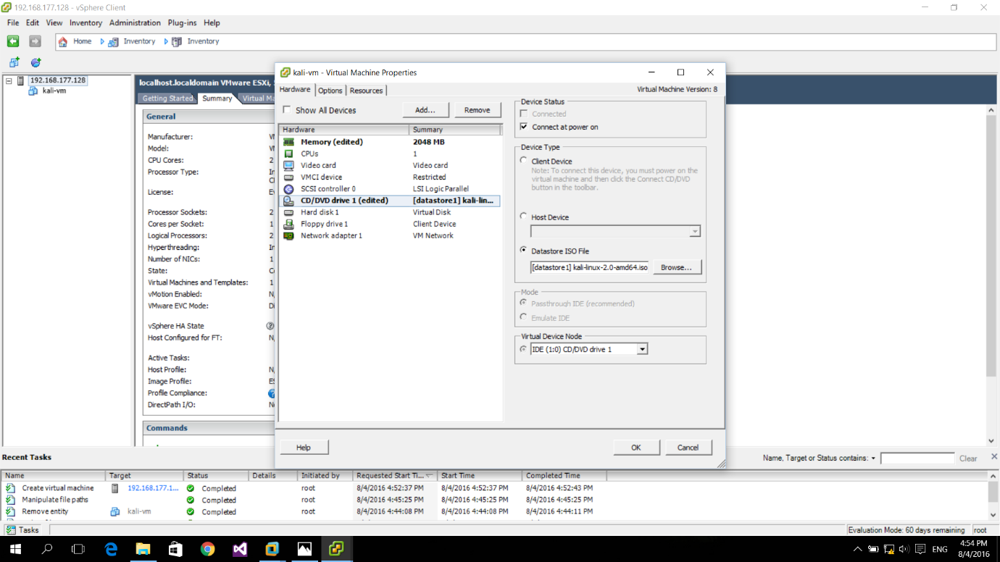 192.168.177.128 - vSphere Client
File Edit View Inventory Administration Plug-ins Help
Home Inventory Inventory
192.168.177.128
kali-vm
localhost.localdomain VMware ESXi,
Getting Started Summary Virtual Ma
General
Manufacturer: VM
Model: VM
CPU Cores: 2
Processor Type: In
License: Ev
Processor Sockets: 2
Cores per Socket: 1
Logical Processors: 2
Hyperthreading: In
Number of NICs: 1
State: Co
Virtual Machines and Templates: 1
vMotion Enabled: N
VMware EVC Mode: Di
vSphere HA State
Host Configured for FT: N
Active Tasks:
Host Profile: N
Image Profile: ES
Profile Compliance:
DirectPath I/O: No
Commands
kali-vm - Virtual Machine Properties
Hardware Options Resources Virtual Machine Version: 8
Show All Devices Add... Remove
Hardware Summary
Memory (edited) 2048 MB
CPUs 1
Video card Video card
VMCI device Restricted
SCSI controller 0 LSI Logic Parallel
CD/DVD drive 1 (edited) [datastore1] kali-lin...
Hard disk 1 Virtual Disk
Floppy drive 1 Client Device
Network adapter 1 VM Network
Device Status
Connected
Connect at power on
Device Type
Client Device
Note: To connect this device, you must power on the
virtual machine and then click the Connect CD/DVD
button in the toolbar.
Host Device
Datastore ISO File
[datastore1] kali-linux-2.0-amd64.iso Browse...
Mode
Passthrough IDE (recommended)
Emulate IDE
Virtual Device Node
IDE (1:0) CD/DVD drive 1
Help OK Cancel
Recent Tasks Name, Target or Status contains: Clear
Name Target Status Details Initiated by Requested Start Ti... Start Time Completed Time
Create virtual machine 192.168.177.1... Completed root 8/4/2016 4:52:37 PM 8/4/2016 4:52:37 PM 8/4/2016 4:52:43 PM
Manipulate file paths Completed root 8/4/2016 4:45:25 PM 8/4/2016 4:45:25 PM 8/4/2016 4:45:25 PM
Remove entity kali-vm Completed root 8/4/2016 4:44:08 PM 8/4/2016 4:44:08 PM 8/4/2016 4:44:11 PM
Tasks Evaluation Mode: 60 days remaining root
ENG
4:54 PM
8/4/2016